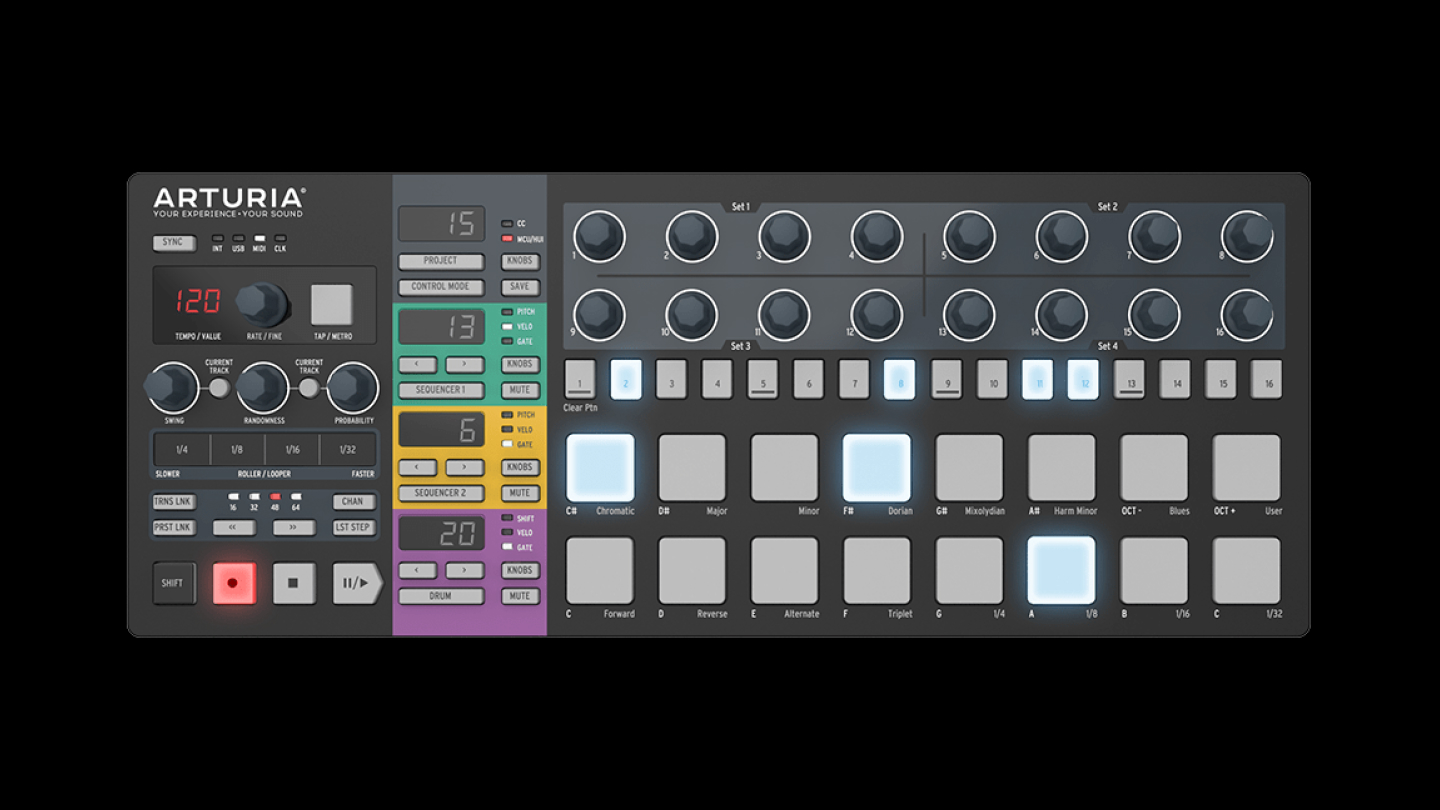 ARTURIA®
YOUR EXPERIENCE • YOUR SOUND
SYNC
INT USB MIDI CLK
120
TEMPO / VALUE RATE / FINE TAP / METRO
CURRENT TRACK CURRENT TRACK
SWING RANDOMNESS PROBABILITY
1/4 1/8 1/16 1/32
SLOWER ROLLER / LOOPER FASTER
TRNS LNK 16 32 48 64 CHAN
PRST LNK << >> LST STEP
SHIFT
15 CC
MCU/HUI
PROJECT KNOBS
CONTROL MODE SAVE
13 PITCH
VELO
GATE
< > KNOBS
SEQUENCER 1 MUTE
6 PITCH
VELO
GATE
< > KNOBS
SEQUENCER 2 MUTE
20 SHIFT
VELO
GATE
< > KNOBS
DRUM MUTE
Set 1 Set 2
1 2 3 4 5 6 7 8
9 10 11 12 13 14 15 16
Set 3 Set 4
1 2 3 4 5 6 7 8 9 10 11 12 13 14 15 16
Clear Ptn
C# Chromatic D# Major Minor F# Dorian G# Mixolydian A# Harm Minor OCT - Blues OCT + User
C Forward D Reverse E Alternate F Triplet G 1/4 A 1/8 B 1/16 C 1/32